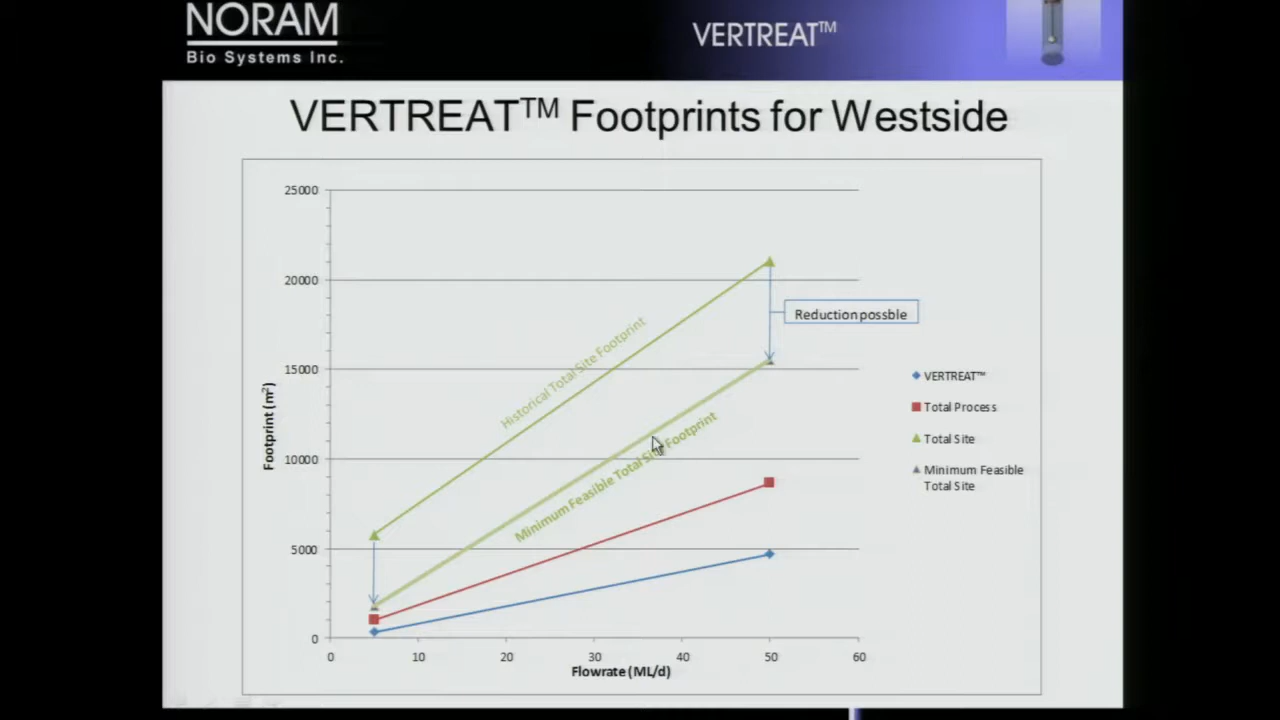 NORAM
Bio Systems Inc.
VERTREAT™
VERTREAT™ Footprints for Westside
25000
20000
15000
10000
5000
0
Footprint (m²)
0 10 20 30 40 50 60
Flowrate (ML/d)
Historical Total Site Footprint
Minimum Feasible Total Site Footprint
Reduction possble
VERTREAT™
Total Process
Total Site
Minimum Feasible
Total Site